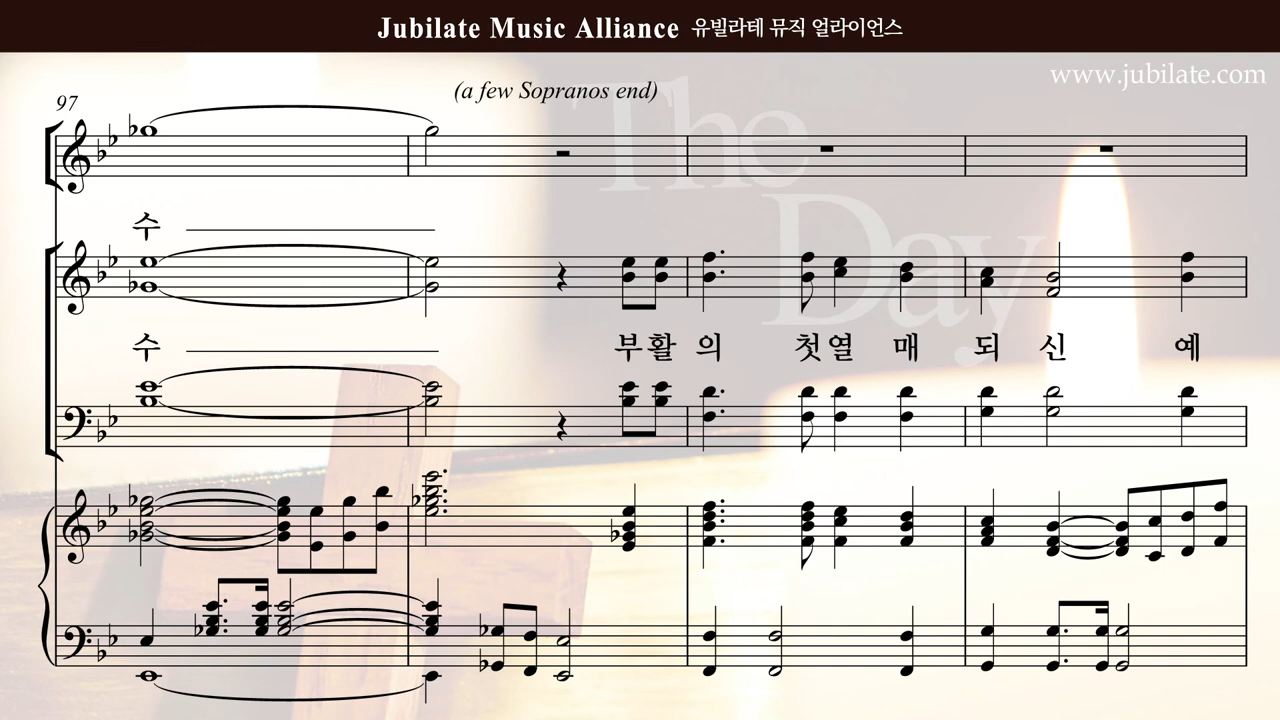 Jubilate Music Alliance 유빌라테 뮤직 얼라이언스
www.jubilate.com
The
Day
(a few Sopranos end)
97
수
수 부활 의 첫열 매 되 신 예